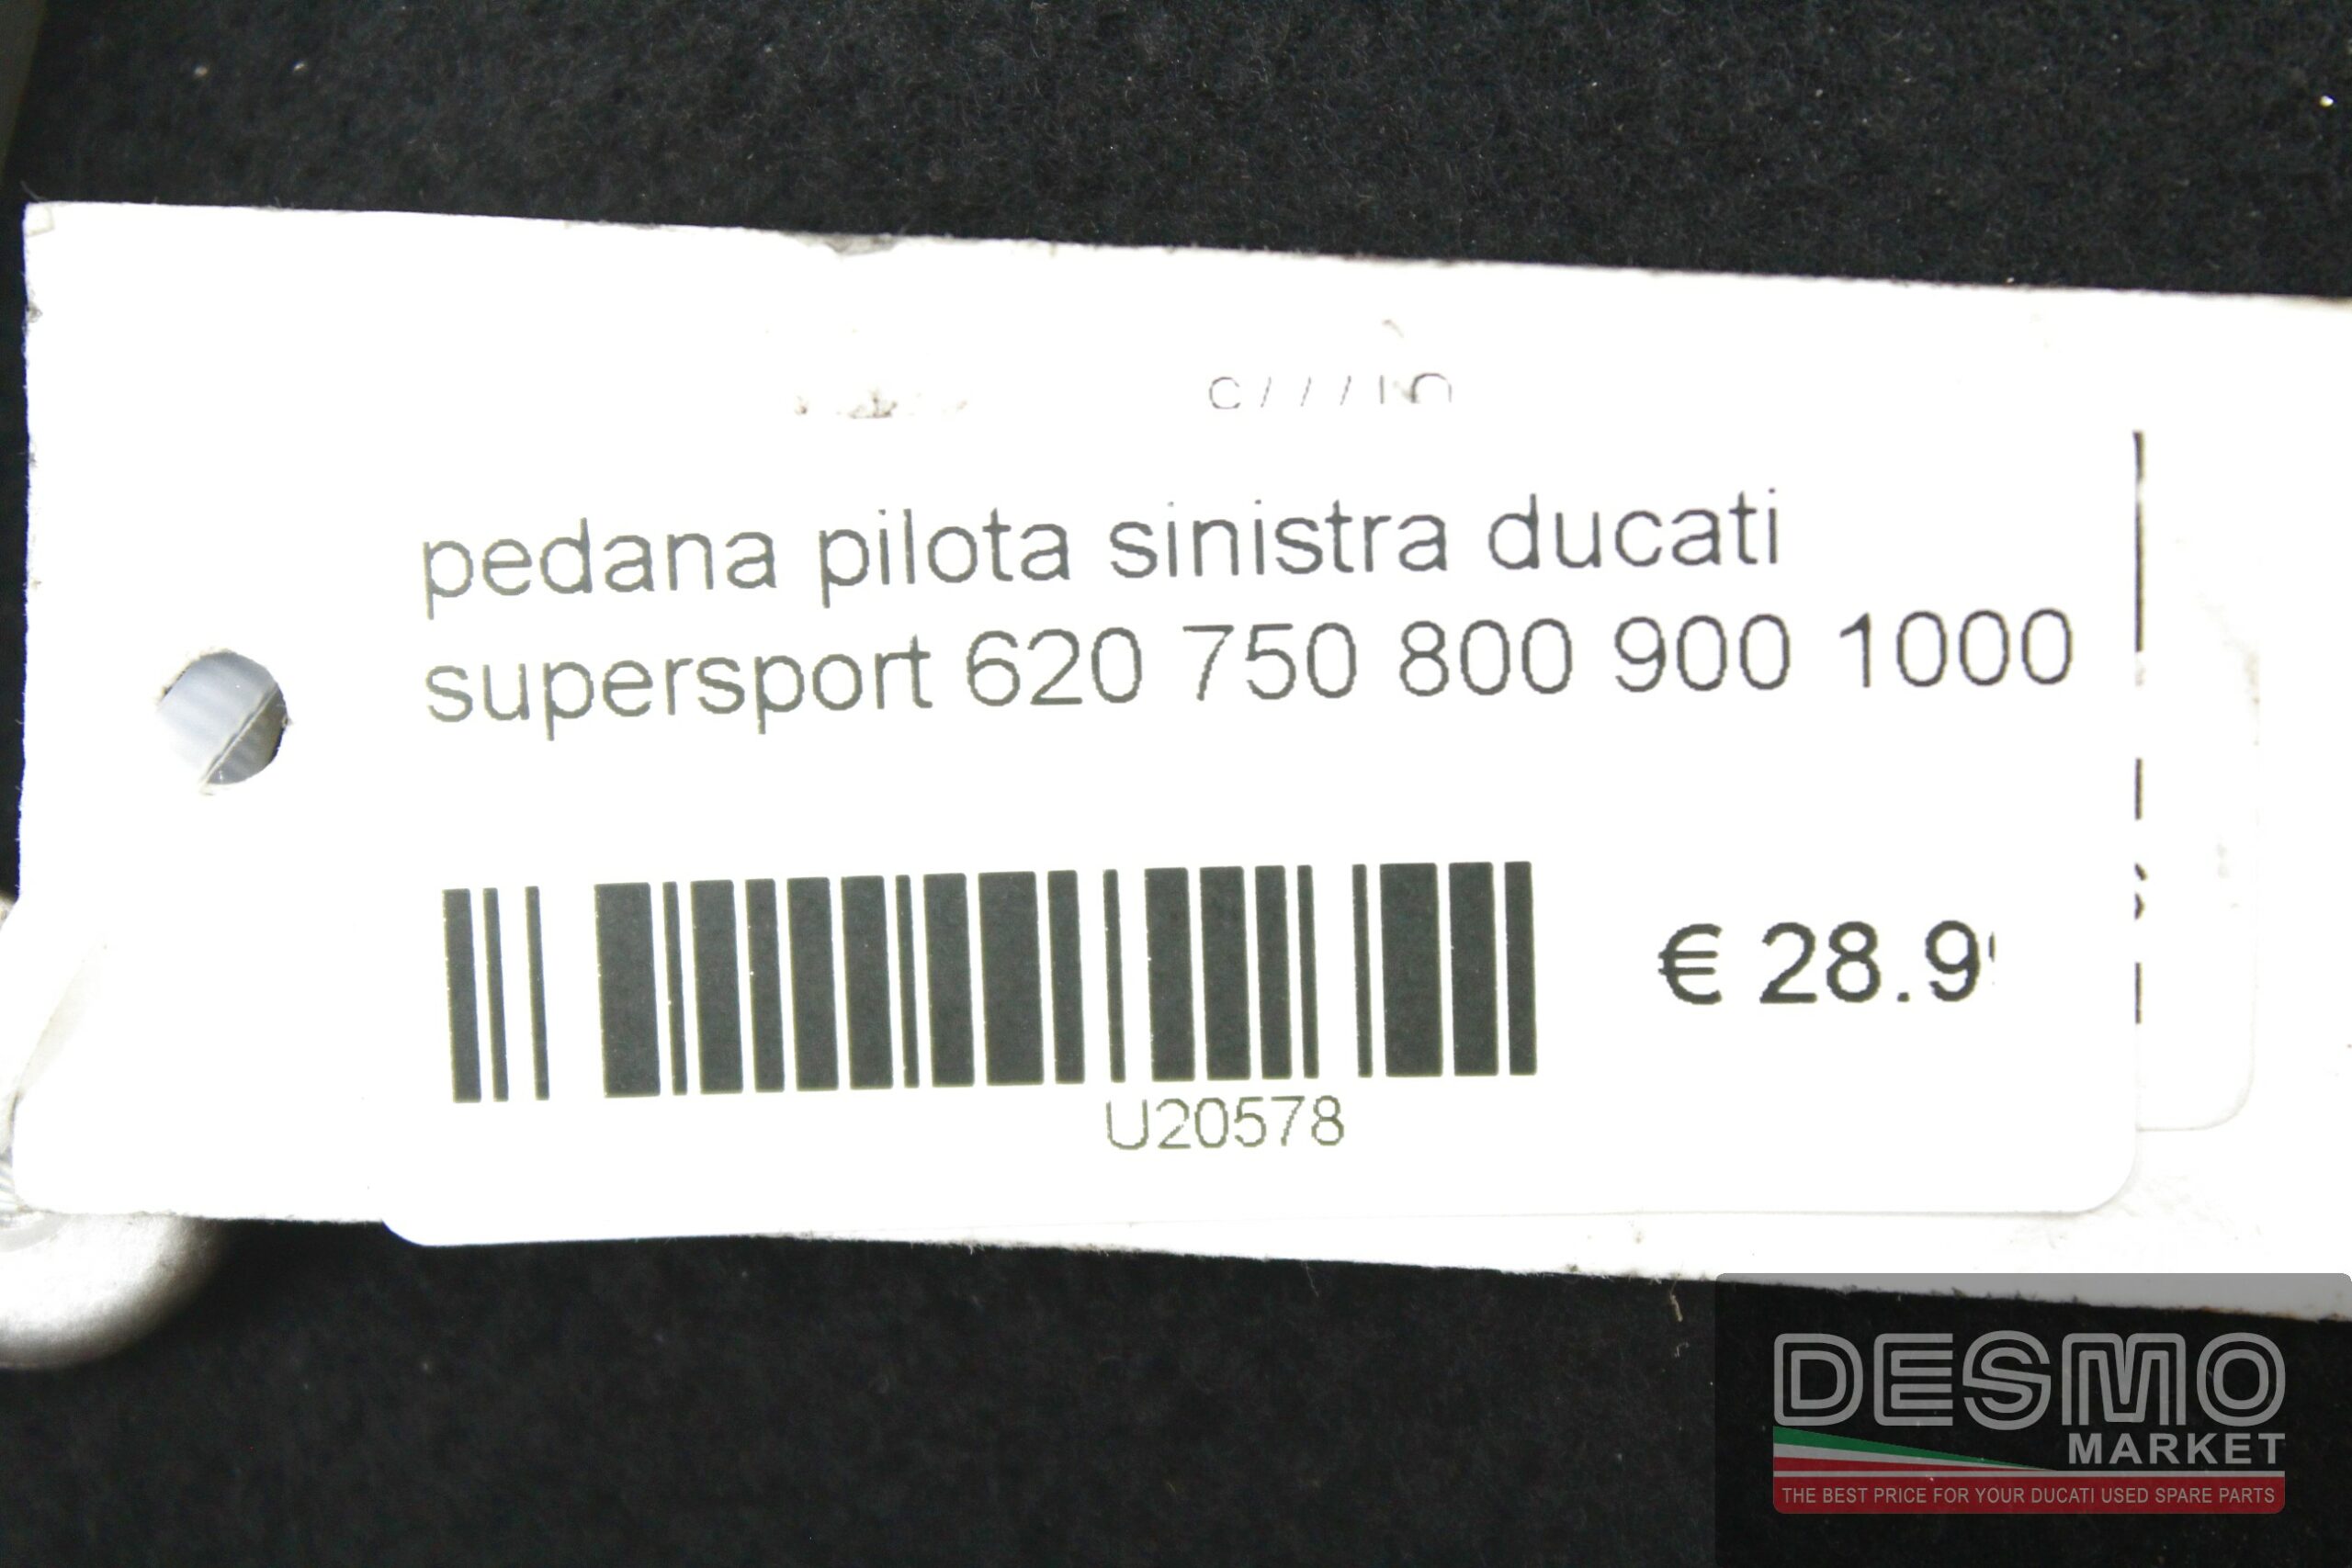 pedana pilota sinistra ducati
supersport 620 750 800 900 1000
€ 28.9
U20578
DESMO
MARKET
THE BEST PRICE FOR YOUR DUCATI USED SPARE PARTS